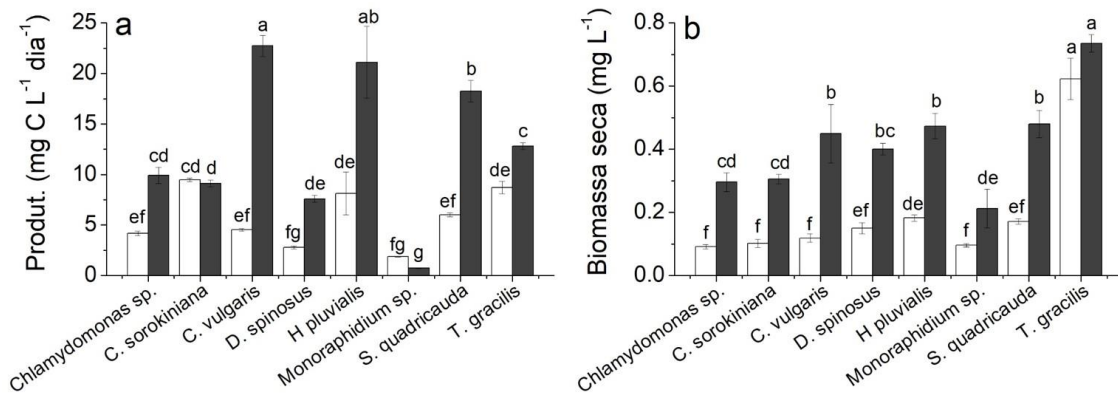 a
Produt. (mg C L⁻¹ dia⁻¹)
25
20
15
10
5
0
ef cd
cd d
ef a
fg de
de ab
fg g
ef b
de c
Chlamydomonas sp.
C. sorokiniana
C. vulgaris
D. spinosus
H pluvialis
Monoraphidium sp.
S. quadricauda
T. gracilis
b
Biomassa seca (mg L⁻¹)
0.8
0.6
0.4
0.2
0.0
f cd
f cd
f b
ef bc
de b
f de
ef b
a a
Chlamydomonas sp.
C. sorokiniana
C. vulgaris
D. spinosus
H pluvialis
Monoraphidium sp.
S. quadricauda
T. gracilis